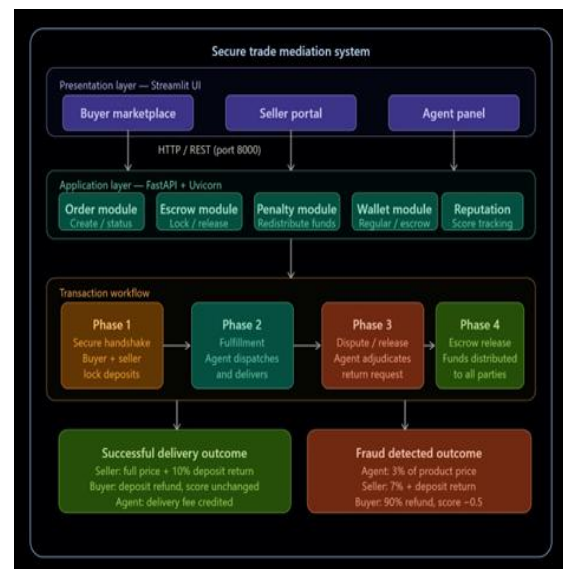 Secure trade mediation system
Presentation layer — Streamlit UI
Buyer marketplace
Seller portal
Agent panel
HTTP / REST (port 8000)
Application layer — FastAPI + Uvicorn
Order module
Create / status
Escrow module
Lock / release
Penalty module
Redistribute funds
Wallet module
Regular / escrow
Reputation
Score tracking
Transaction workflow
Phase 1
Secure handshake
Buyer + seller
lock deposits
Phase 2
Fulfillment
Agent dispatches
and delivers
Phase 3
Dispute / release
Agent adjudicates
return request
Phase 4
Escrow release
Funds distributed
to all parties
Successful delivery outcome
Seller: full price + 10% deposit return
Buyer: deposit refund, score unchanged
Agent: delivery fee credited
Fraud detected outcome
Agent: 3% of product price
Seller: 7% + deposit return
Buyer: 90% refund, score −0.5